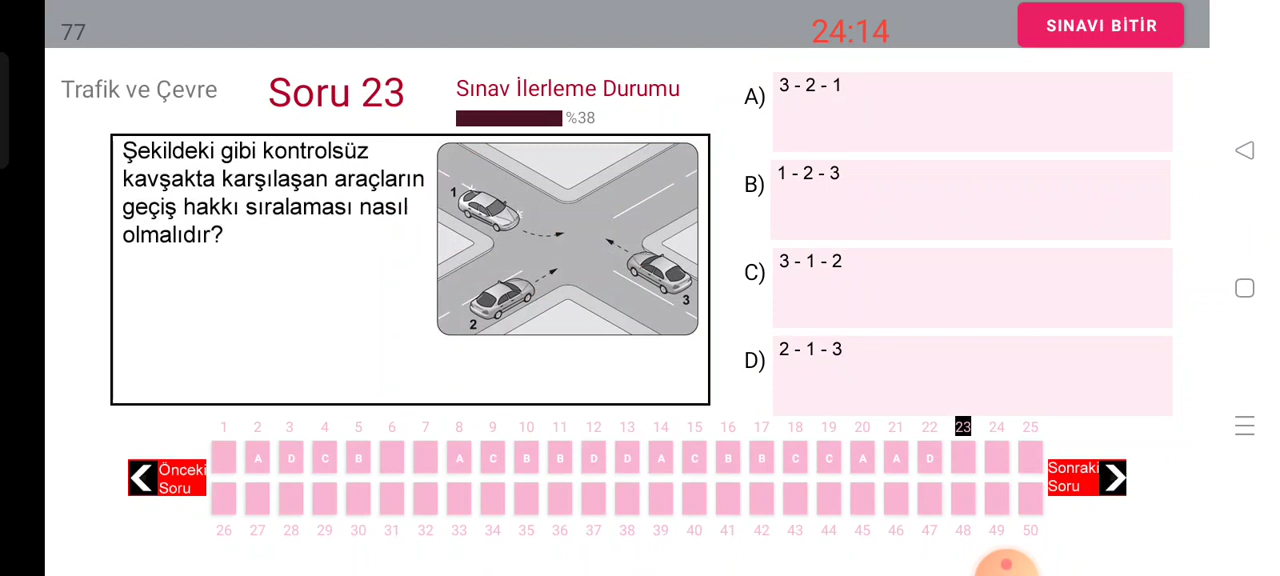 77
24:14
SINAVI BİTİR
Trafik ve Çevre
Soru 23
Sınav İlerleme Durumu
%38
Şekildeki gibi kontrolsüz
kavşakta karşılaşan araçların
geçiş hakkı sıralaması nasıl
olmalıdır?
1
2
3
A) 3 - 2 - 1
B) 1 - 2 - 3
C) 3 - 1 - 2
D) 2 - 1 - 3
1 2 3 4 5 6 7 8 9 10 11 12 13 14 15 16 17 18 19 20 21 22 23 24 25
A D C B A C B B D D A C B B C C A A D
Önceki
Soru
Sonraki
Soru
26 27 28 29 30 31 32 33 34 35 36 37 38 39 40 41 42 43 44 45 46 47 48 49 50